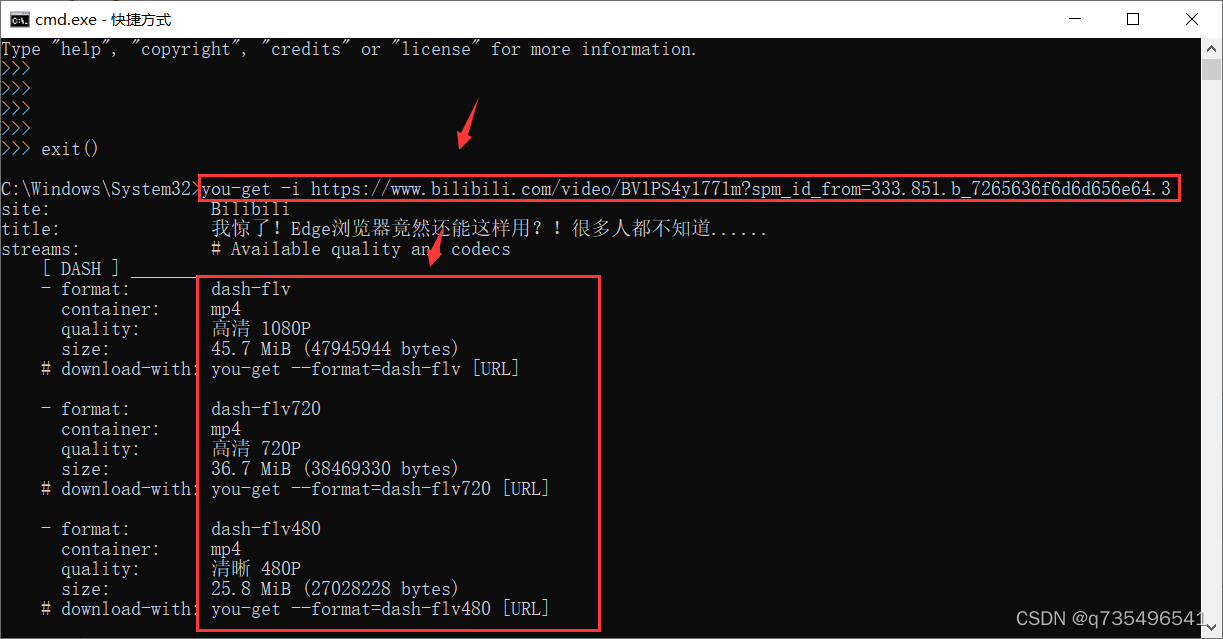 cmd.exe - 快捷方式
Type "help", "copyright", "credits" or "license" for more information.
>>>
>>>
>>>
>>>
>>> exit()
C:\Windows\System32>you-get -i https://www.bilibili.com/video/BV1PS4y1771m?spm_id_from=333.851.b_7265636f6d6d656e64.3
site: Bilibili
title: 我惊了！Edge浏览器竟然还能这样用？！很多人都不知道......
streams: # Available quality and codecs
[ DASH ] _______
- format: dash-flv
container: mp4
quality: 高清 1080P
size: 45.7 MiB (47945944 bytes)
# download-with: you-get --format=dash-flv [URL]
- format: dash-flv720
container: mp4
quality: 高清 720P
size: 36.7 MiB (38469330 bytes)
# download-with: you-get --format=dash-flv720 [URL]
- format: dash-flv480
container: mp4
quality: 清晰 480P
size: 25.8 MiB (27028228 bytes)
# download-with: you-get --format=dash-flv480 [URL]
CSDN @q735496541